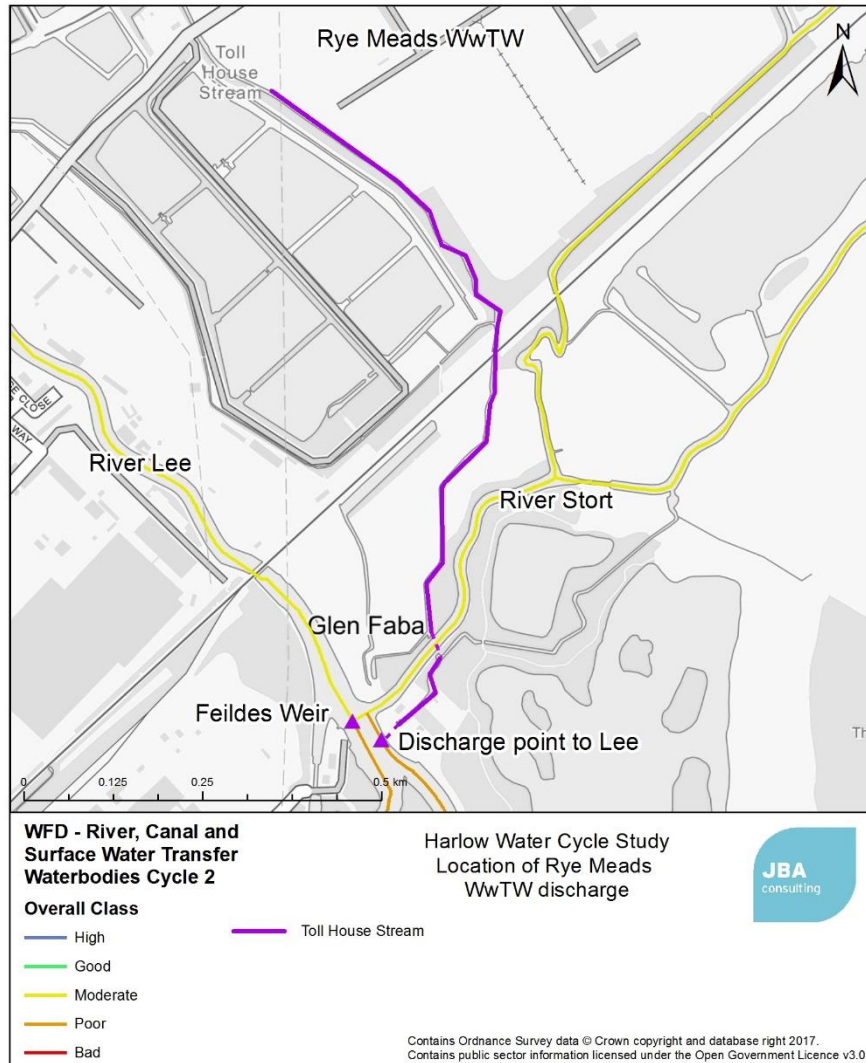 Rye Meads WwTW
N
Toll
House
Stream
E CLOSE
WAY
River Lee
River Stort
Glen Faba
Feildes Weir
Discharge point to Lee
Th
0 0.125 0.25 0.5 km
WFD - River, Canal and
Surface Water Transfer
Waterbodies Cycle 2
Overall Class
High
Good
Moderate
Poor
Bad
Toll House Stream
Harlow Water Cycle Study
Location of Rye Meads
WwTW discharge
JBA
consulting
Contains Ordnance Survey data © Crown copyright and database right 2017.
Contains public sector information licensed under the Open Government Licence v3.0